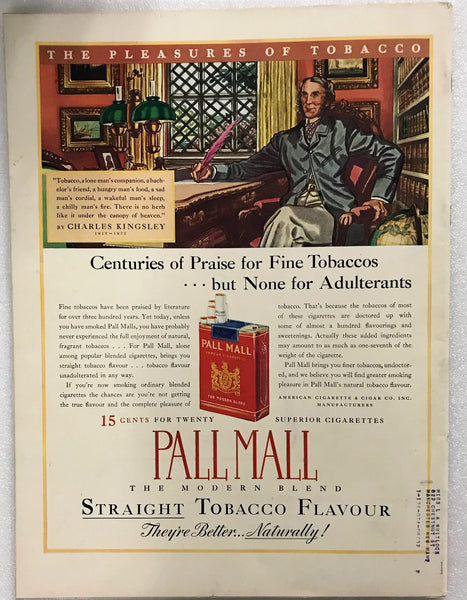 THE PLEASURES OF TOBACCO
"Tobacco, a lone man's companion, a bach-
elor's friend, a hungry man's food, a sad
man's cordial, a wakeful man's sleep,
a chilly man's fire. There is no herb
like it under the canopy of heaven."
BY CHARLES KINGSLEY
1819–1875
Centuries of Praise for Fine Tobaccos
... but None for Adulterants
Fine tobaccos have been praised by literature
for over three hundred years. Yet today, unless
you have smoked Pall Malls, you have probably
never experienced the full enjoyment of natural,
fragrant tobacco . . . . For Pall Mall, alone
among popular blended cigarettes, brings you
straight tobacco flavour . . . tobacco flavour
unadulterated in any way.
If you're now smoking ordinary blended
cigarettes the chances are you're not getting
the true flavour and the complete pleasure of
tobacco. That's because the tobaccos of most
of these cigarettes are doctored up with
some of almost a hundred flavourings and
sweetenings. Actually these added ingredients
may amount to as much as one-seventh of the
weight of the cigarette.
Pall Mall brings you finer tobaccos, undoctor-
ed, and we believe you will find greater smoking
pleasure in Pall Mall's natural tobacco flavour.
AMERICAN CIGARETTE & CIGAR CO., INC.
MANUFACTURERS
PALL MALL
FAMOUS CIGARETTES
THE MODERN BLEND
15 CENTS FOR TWENTY SUPERIOR CIGARETTES
PALL MALL
THE MODERN BLEND
STRAIGHT TOBACCO FLAVOUR
They're Better...Naturally!